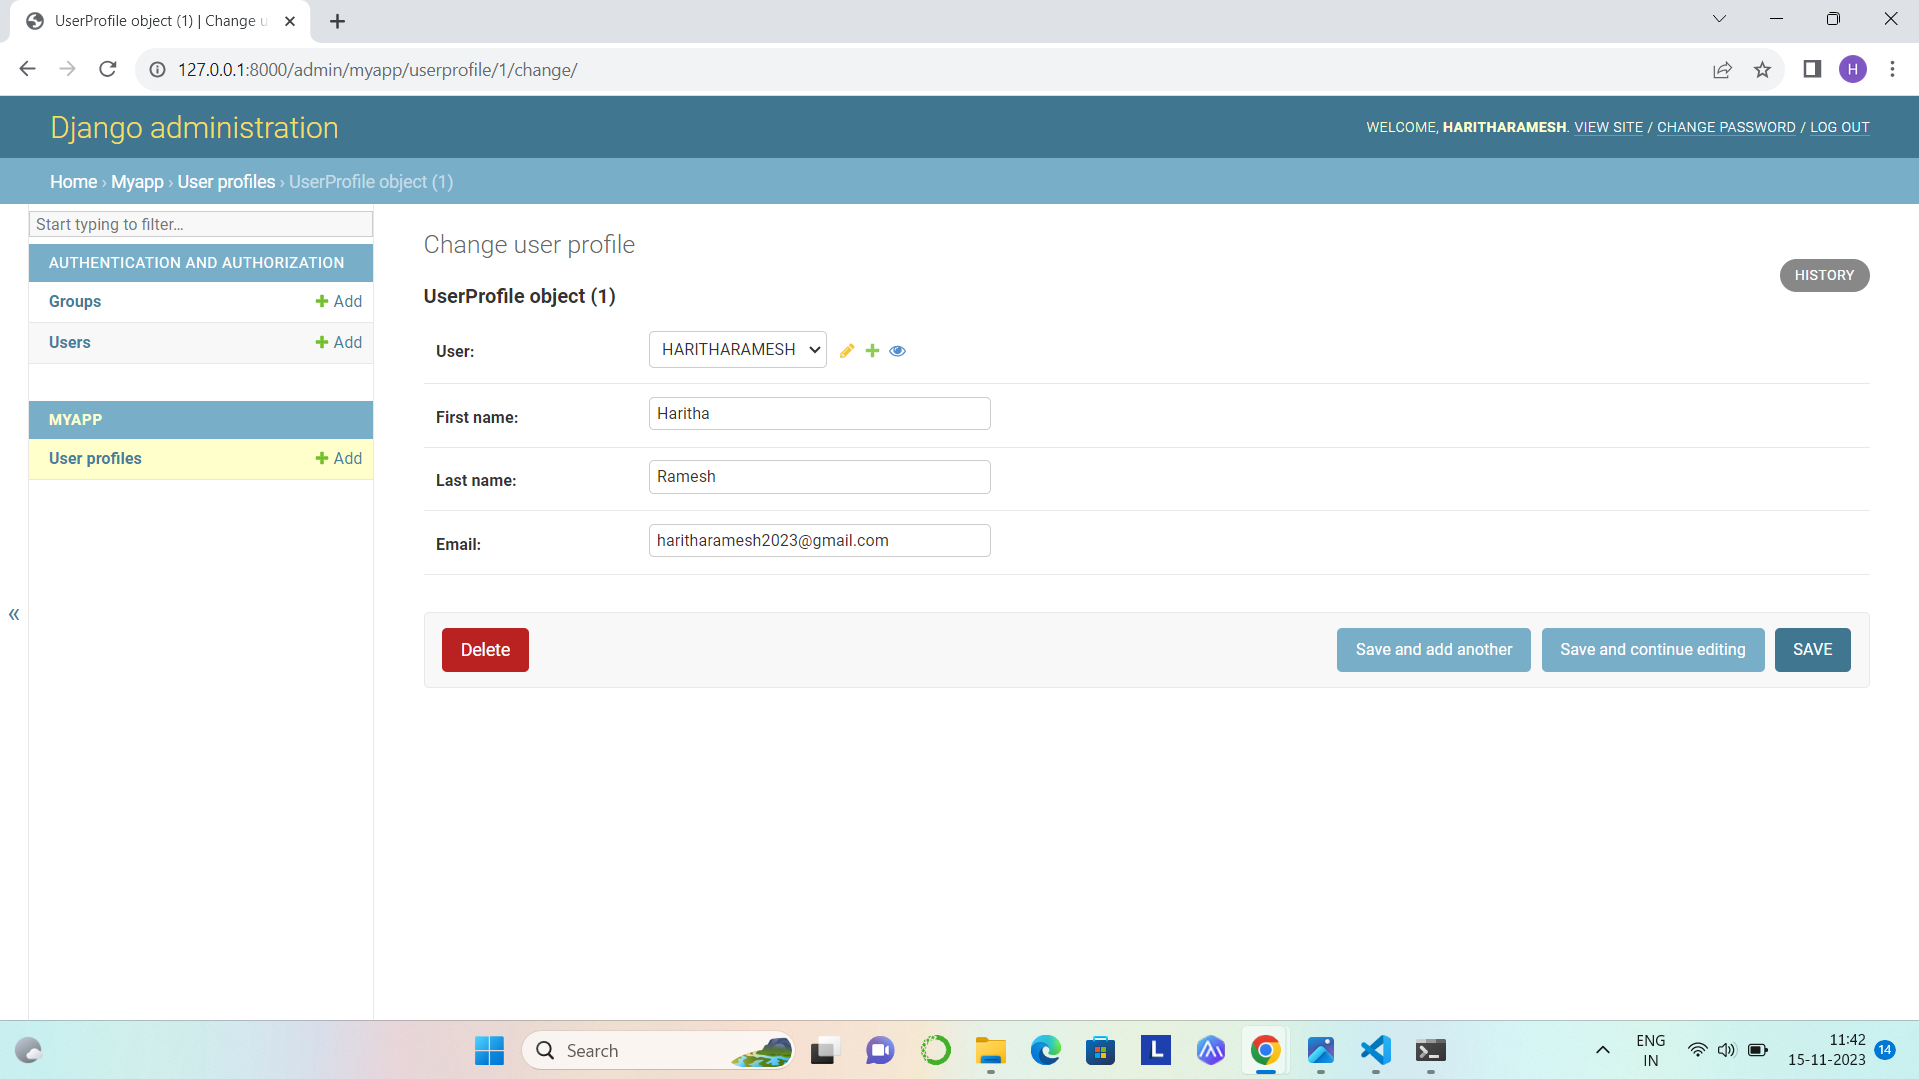 UserProfile object (1) | Change u
127.0.0.1:8000/admin/myapp/userprofile/1/change/
H
Django administration
WELCOME, HARITHARAMESH. VIEW SITE / CHANGE PASSWORD / LOG OUT
Home › Myapp › User profiles › UserProfile object (1)
Start typing to filter...
AUTHENTICATION AND AUTHORIZATION
Groups + Add
Users + Add
MYAPP
User profiles + Add
«
Change user profile
HISTORY
UserProfile object (1)
User: HARITHARAMESH
First name: Haritha
Last name: Ramesh
Email: haritharamesh2023@gmail.com
Delete Save and add another Save and continue editing SAVE
Search
L
ENG
IN
11:42
15-11-2023
14